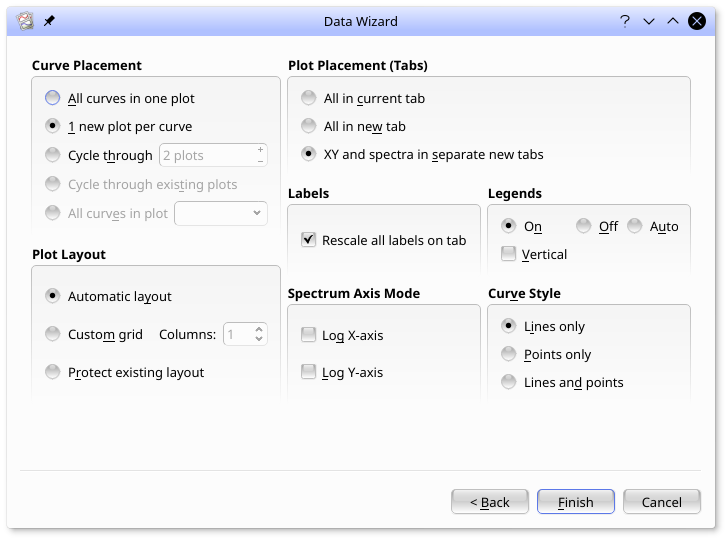 Data Wizard
Curve Placement
All curves in one plot
1 new plot per curve
Cycle through 2 plots
Cycle through existing plots
All curves in plot
Plot Layout
Automatic layout
Custom grid Columns: 1
Protect existing layout
Plot Placement (Tabs)
All in current tab
All in new tab
XY and spectra in separate new tabs
Labels
Rescale all labels on tab
Legends
On Off Auto
Vertical
Spectrum Axis Mode
Log X-axis
Log Y-axis
Curve Style
Lines only
Points only
Lines and points
< Back Finish Cancel